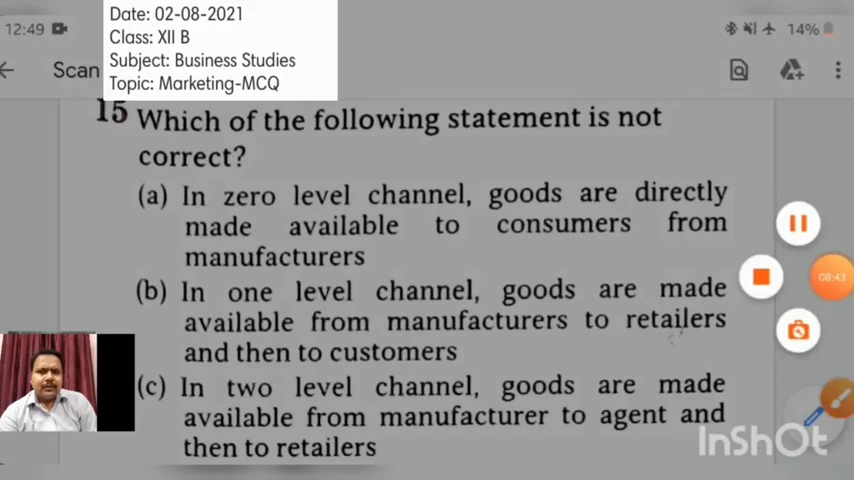 Date: 02-08-2021
12:49
Class: XII B
14%
Subject: Business Studies
Scan
Topic: Marketing-MCQ
15 Which of the following statement is not
correct?
(a) In zero level channel, goods are directly
made available to consumers from
manufacturers
(b) In one level channel, goods are made
available from manufacturers to retailers
and then to customers
08:43
(c) In two level channel, goods are made
available from manufacturer to agent and
then to retailers
InShOt